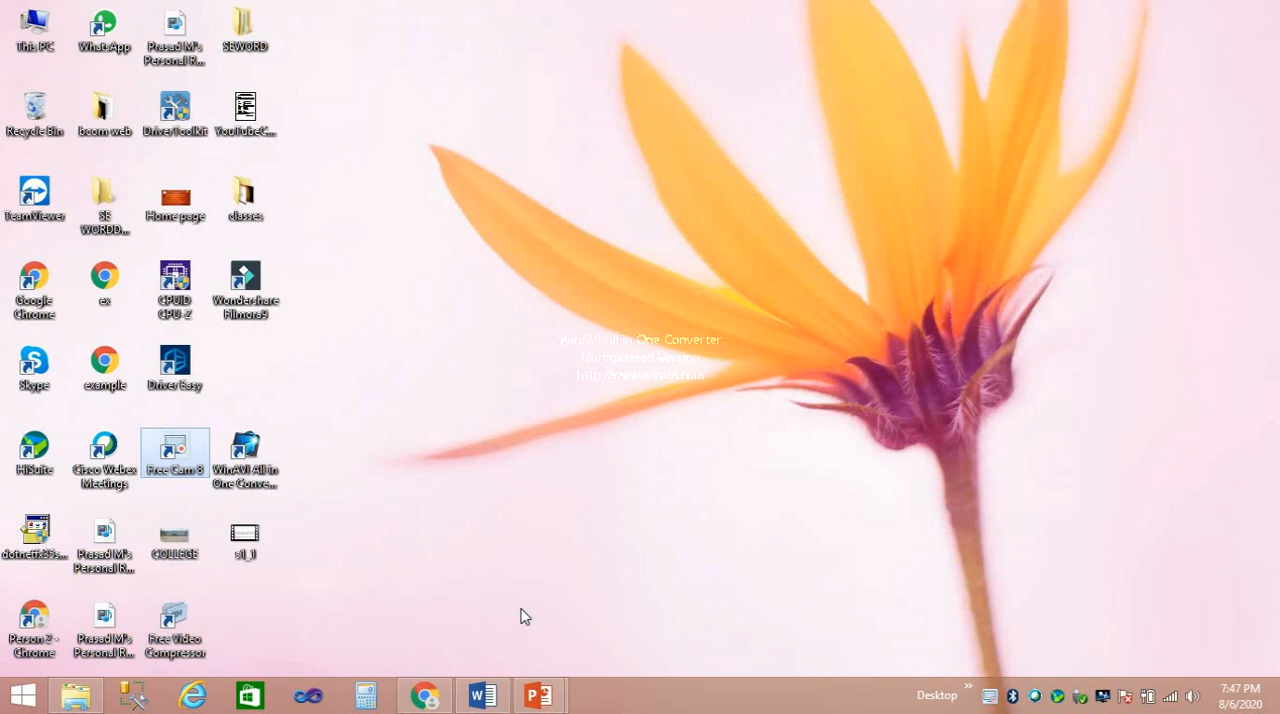 This PC
WhatsApp
Prasad M's
Personal R...
SEWORD
Recycle Bin
bcom web
DriverToolkit
YouTubeC...
TeamViewer
SE
WORDD...
Home page
classes
Google
Chrome
ex
CPUID
CPU-Z
Wondershare
Filmora9
Skype
example
Driver Easy
HiSuite
Cisco Webex
Meetings
Free Cam 8
WinAVI All in
One Conve...
dotnetfx35s...
Prasad M's
Personal R...
COLLEGE
s1_1
Person 2 -
Chrome
Prasad M's
Personal R...
Free Video
Compressor
WinAVI All in One Converter
Unregistered Version
http://www.winavi.com
Desktop
»
7:47 PM
8/6/2020